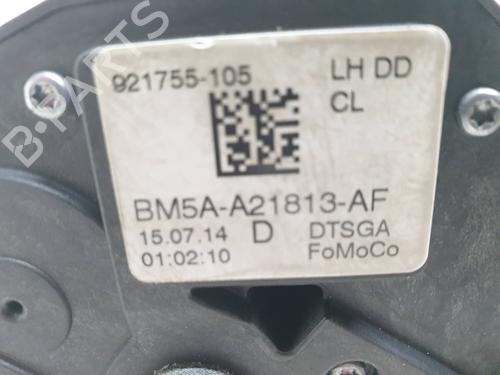 921755-105 LH DD
CL
BM5A-A21813-AF
15.07.14 D DTSGA
01:02:10 FoMoCo
B-PARTS